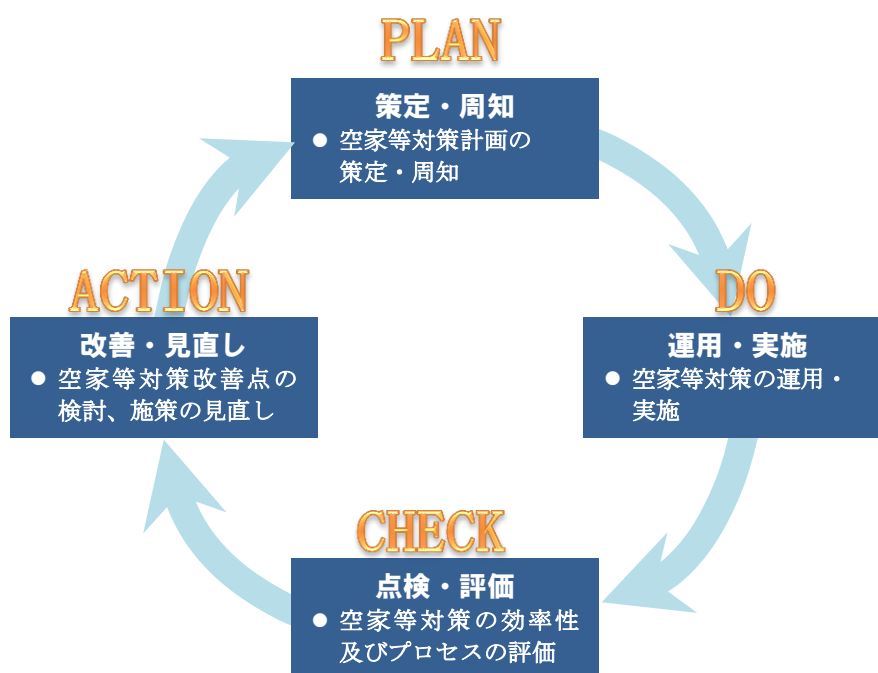 PLAN
策定・周知
● 空家等対策計画の
策定・周知
DO
運用・実施
● 空家等対策の運用・
実施
CHECK
点検・評価
● 空家等対策の効率性
及びプロセスの評価
ACTION
改善・見直し
● 空家等対策改善点の
検討、施策の見直し